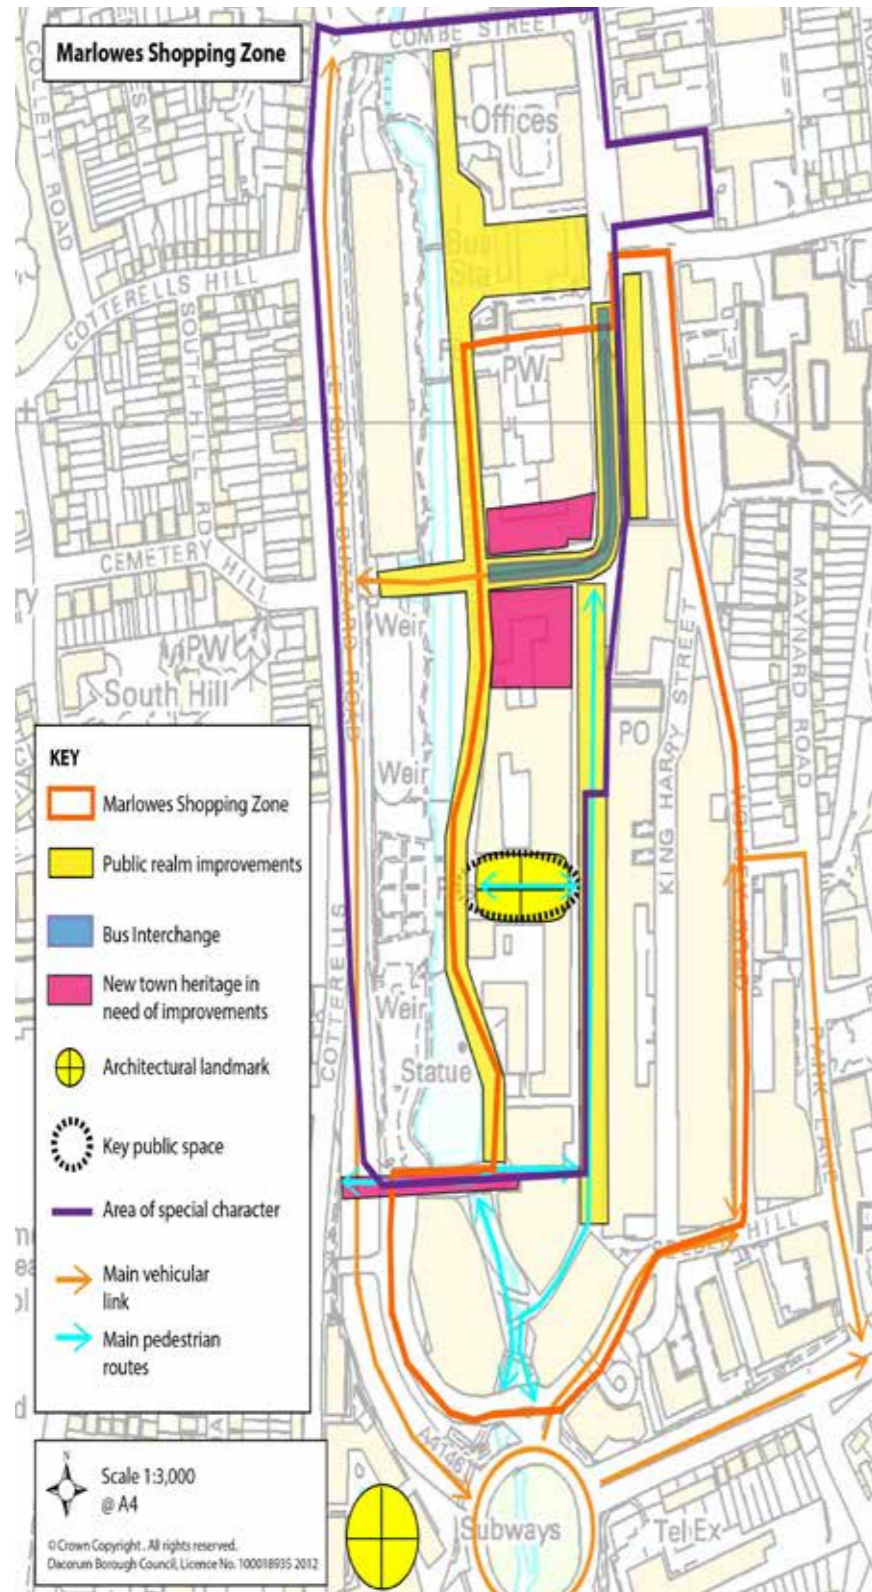 Marlowes Shopping Zone
COMBE STREET
COLLETT ROAD
Offices
Bus
Sta
COTTERELLS HILL
SOUTH HILL RD
LEIGHTON BUZZARD ROAD
PW
CEMETERY HILL
Weir
PW
South Hill
MAYNARD ROAD
KING HARRY STREET
PO
Weir
COTTERELLS
Weir
Statue
PARK LANE
HILL
KEY
Marlowes Shopping Zone
Public realm improvements
Bus Interchange
New town heritage in
need of improvements
Architectural landmark
Key public space
Area of special character
Main vehicular
link
Main pedestrian
routes
N
Scale 1:3,000
@ A4
© Crown Copyright. All rights reserved.
Dacorum Borough Council, Licence No. 100018935 2012
A4146
Subways
Tel Ex